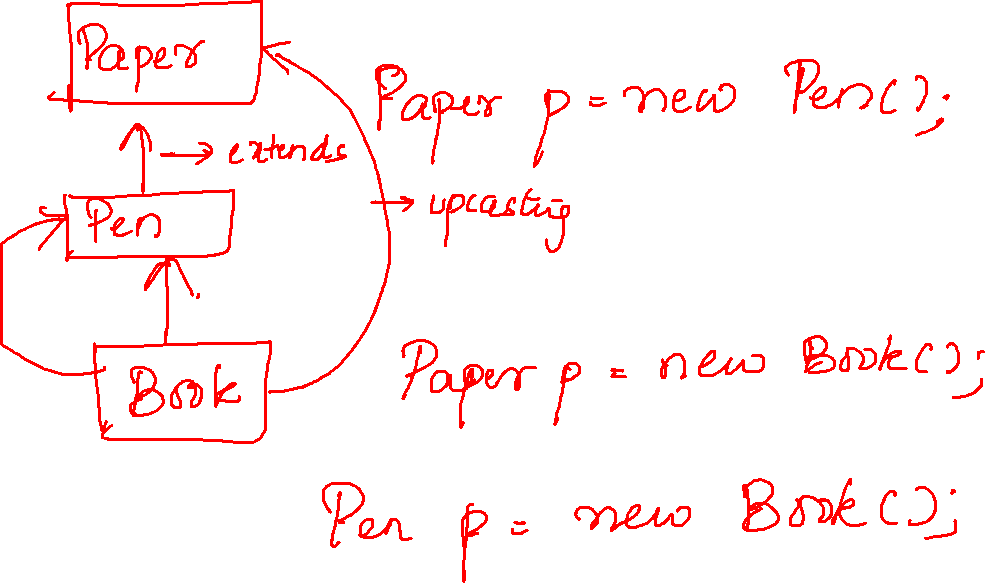 Paper
Paper p = new Pen();
→ extends
→ upcasting
Pen
Book
Paper p = new Book();
Pen p = new Book();